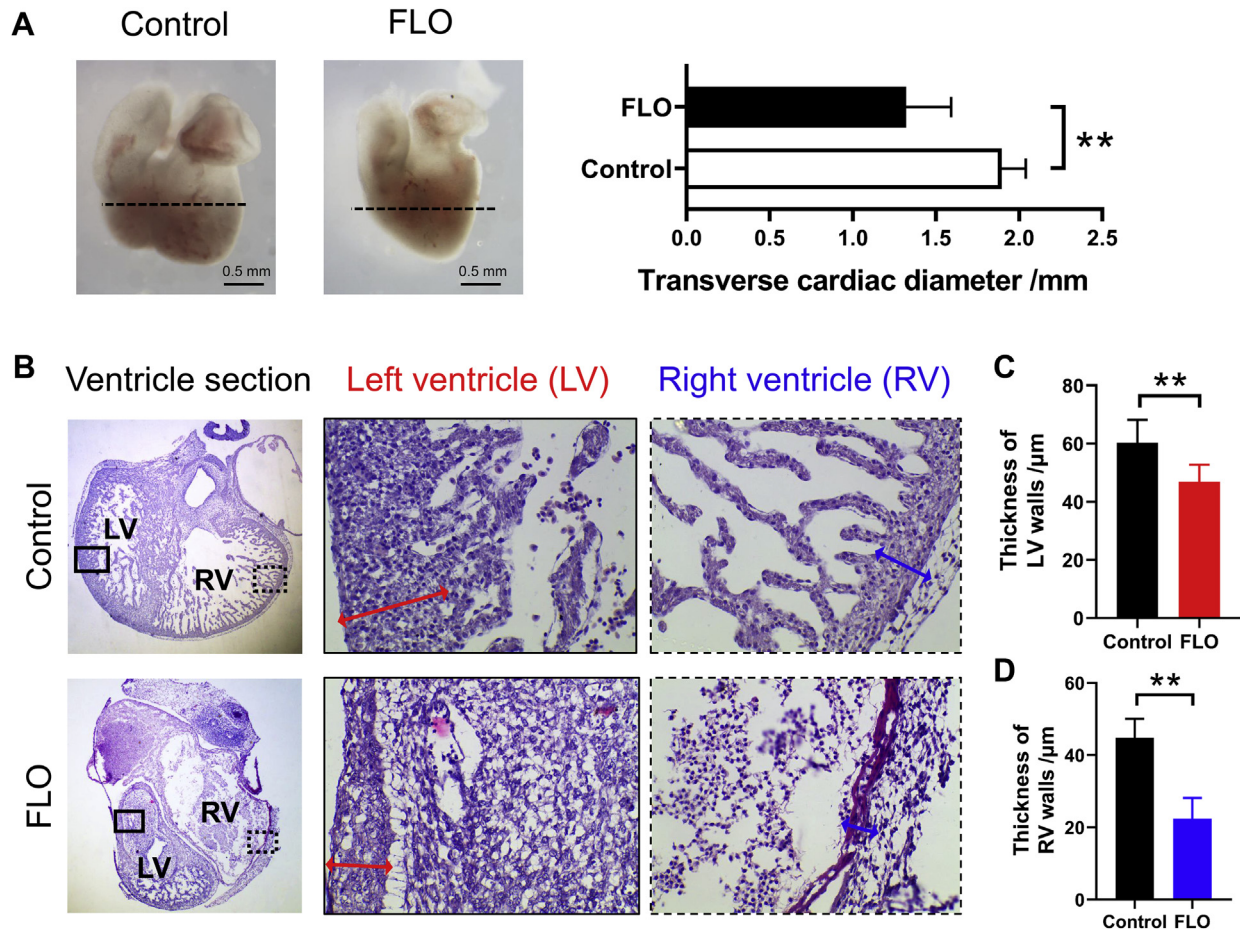 A
Control
FLO
0.5 mm
0.5 mm
FLO
Control
**
0.0 0.5 1.0 1.5 2.0 2.5
Transverse cardiac diameter /mm
B
Ventricle section
Left ventricle (LV)
Right ventricle (RV)
Control
LV
RV
FLO
RV
LV
C
Thickness of
LV walls /μm
80
60
40
20
0
**
Control FLO
D
Thickness of
RV walls /μm
60
40
20
0
**
Control FLO